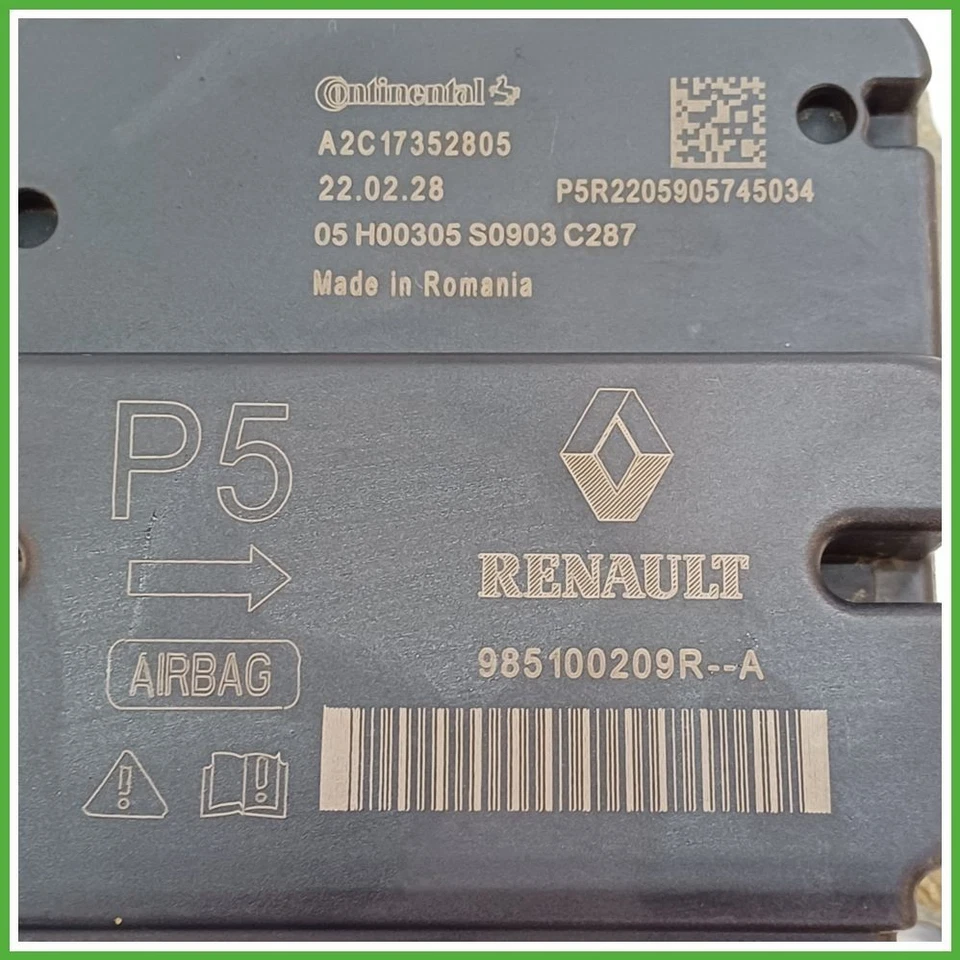 Continental
A2C17352805
22.02.28 P5R2205905745034
05 H00305 S0903 C287
Made in Romania
P5
RENAULT
985100209R--A
AIRBAG